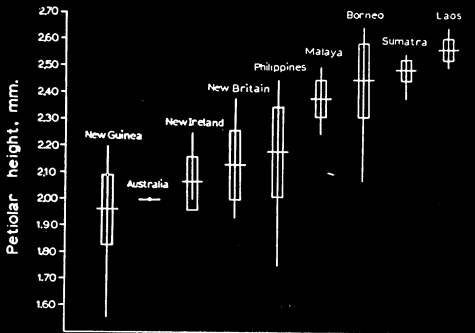 2.70
Borneo
Laos
2.60
Sumatra
Malaya
2.50
Philippines
New Britain
2.40
2.30
New Ireland
New Guinea
2.20
2.10
Australia
2.00
1.90
1.80
1.70
1.60
Petiolar height, mm.